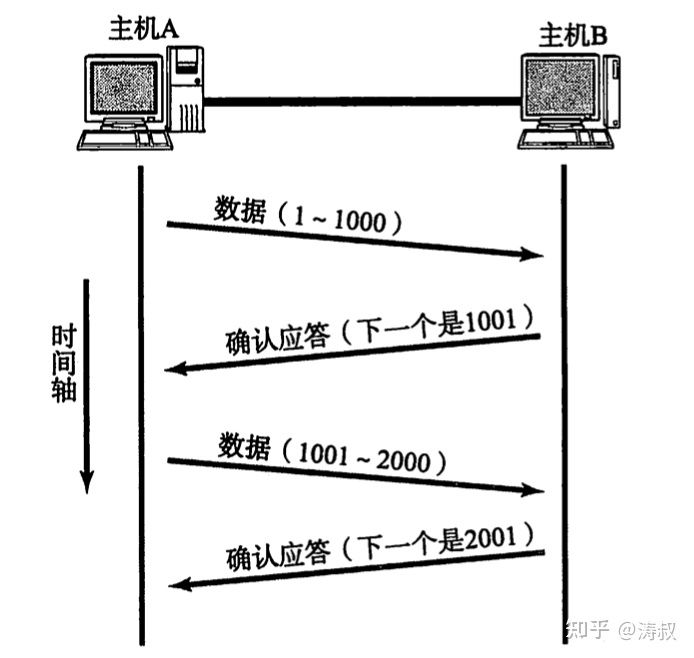 主机A
主机B
数据（1～1000）
确认应答（下一个是1001）
时间轴
数据（1001～2000）
确认应答（下一个是2001）
知乎 @涛叔